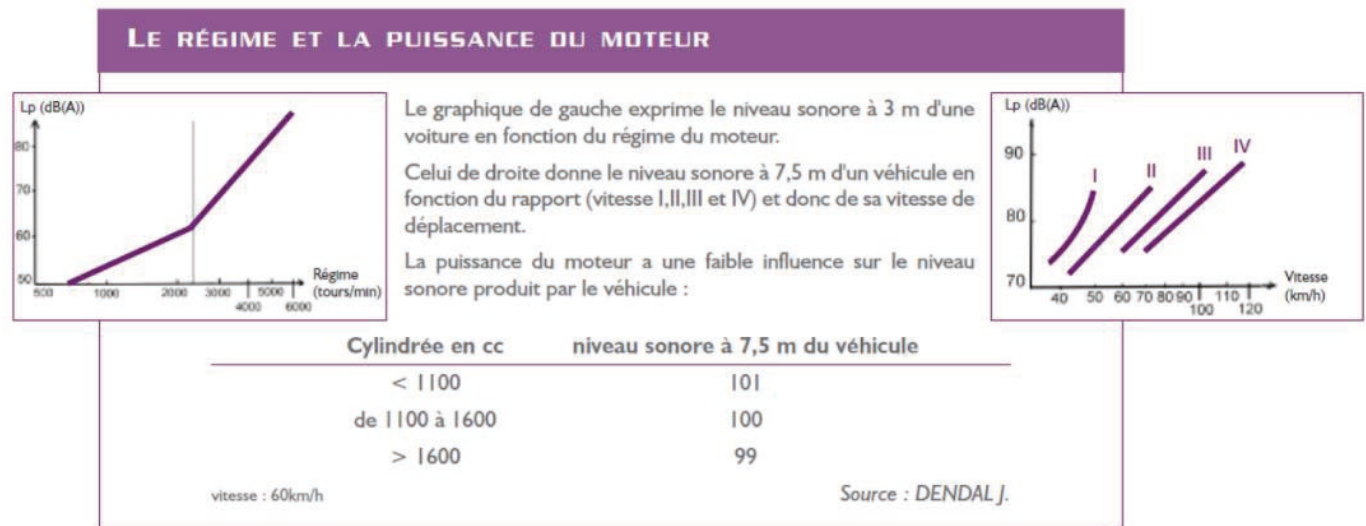 LE RÉGIME ET LA PUISSANCE DU MOTEUR
Lp (dB(A))
80
70
60
50
500 1000 2000 3000 4000 5000 6000
Régime
(tours/min)
Le graphique de gauche exprime le niveau sonore à 3 m d'une
voiture en fonction du régime du moteur.
Celui de droite donne le niveau sonore à 7,5 m d'un véhicule en
fonction du rapport (vitesse I,II,III et IV) et donc de sa vitesse de
déplacement.
La puissance du moteur a une faible influence sur le niveau
sonore produit par le véhicule :
Lp (dB(A))
90
80
70
I II III IV
40 50 60 70 80 90 100 110 120
Vitesse
(km/h)
Cylindrée en cc niveau sonore à 7,5 m du véhicule
< 1100 101
de 1100 à 1600 100
> 1600 99
vitesse : 60km/h Source : DENDAL J.